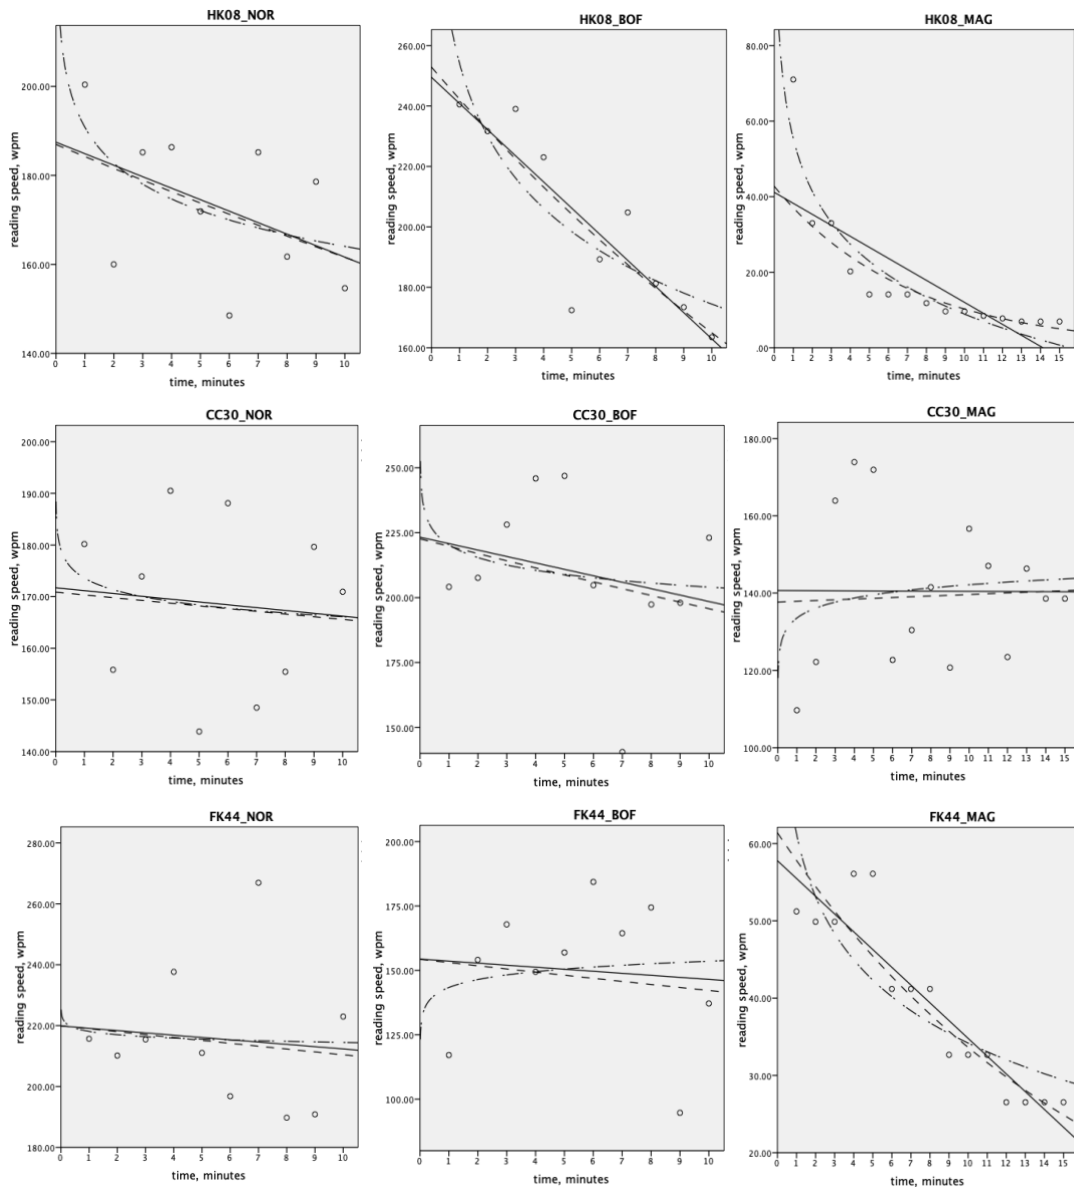 HK08_NOR
reading speed, wpm
200.00
180.00
160.00
140.00
0 1 2 3 4 5 6 7 8 9 10
time, minutes
HK08_BOF
reading speed, wpm
260.00
240.00
220.00
200.00
180.00
160.00
0 1 2 3 4 5 6 7 8 9 10
time, minutes
HK08_MAG
reading speed, wpm
80.00
60.00
40.00
20.00
.00
0 1 2 3 4 5 6 7 8 9 10 11 12 13 14 15
time, minutes
CC30_NOR
reading speed, wpm
200.00
190.00
180.00
170.00
160.00
150.00
140.00
0 1 2 3 4 5 6 7 8 9 10
time, minutes
CC30_BOF
reading speed, wpm
250.00
225.00
200.00
175.00
150.00
0 1 2 3 4 5 6 7 8 9 10
time, minutes
CC30_MAG
reading speed, wpm
180.00
160.00
140.00
120.00
100.00
0 1 2 3 4 5 6 7 8 9 10 11 12 13 14 15
time, minutes
FK44_NOR
reading speed, wpm
280.00
260.00
240.00
220.00
200.00
180.00
0 1 2 3 4 5 6 7 8 9 10
time, minutes
FK44_BOF
reading speed, wpm
200.00
175.00
150.00
125.00
100.00
0 1 2 3 4 5 6 7 8 9 10
time, minutes
FK44_MAG
reading speed, wpm
60.00
50.00
40.00
30.00
20.00
0 1 2 3 4 5 6 7 8 9 10 11 12 13 14 15
time, minutes